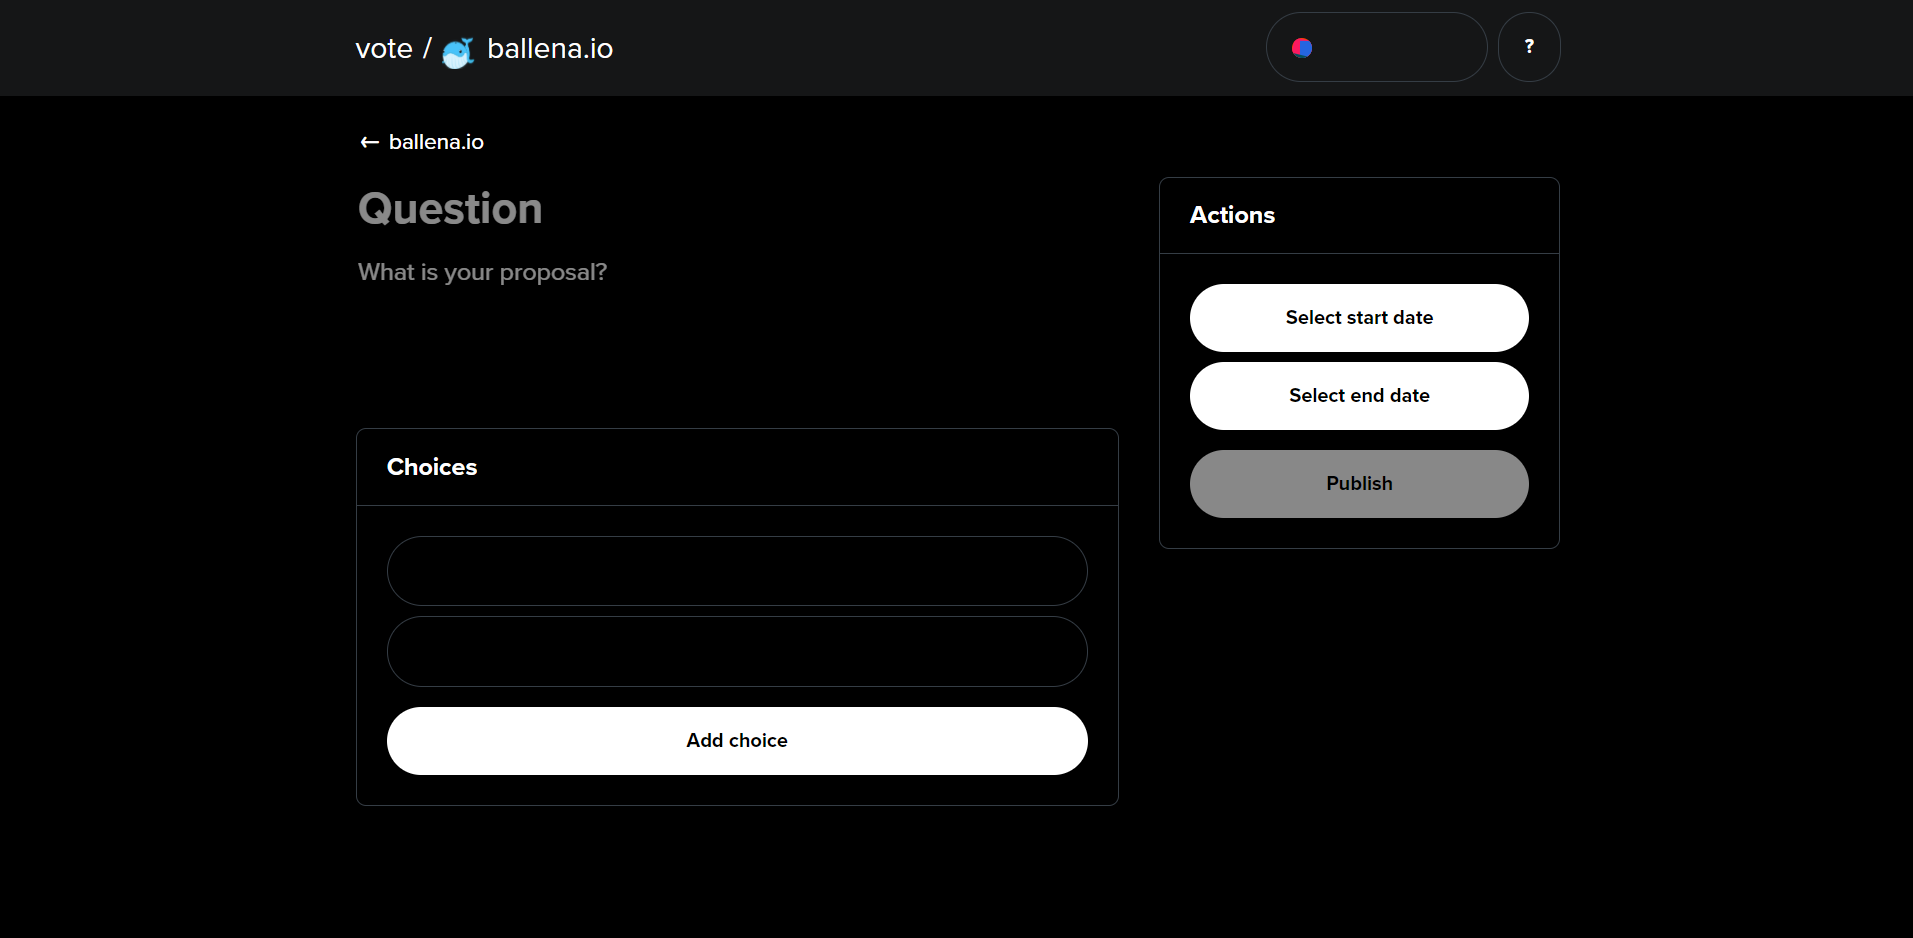 vote / ballena.io
?
← ballena.io
Question
What is your proposal?
Choices
Add choice
Actions
Select start date
Select end date
Publish